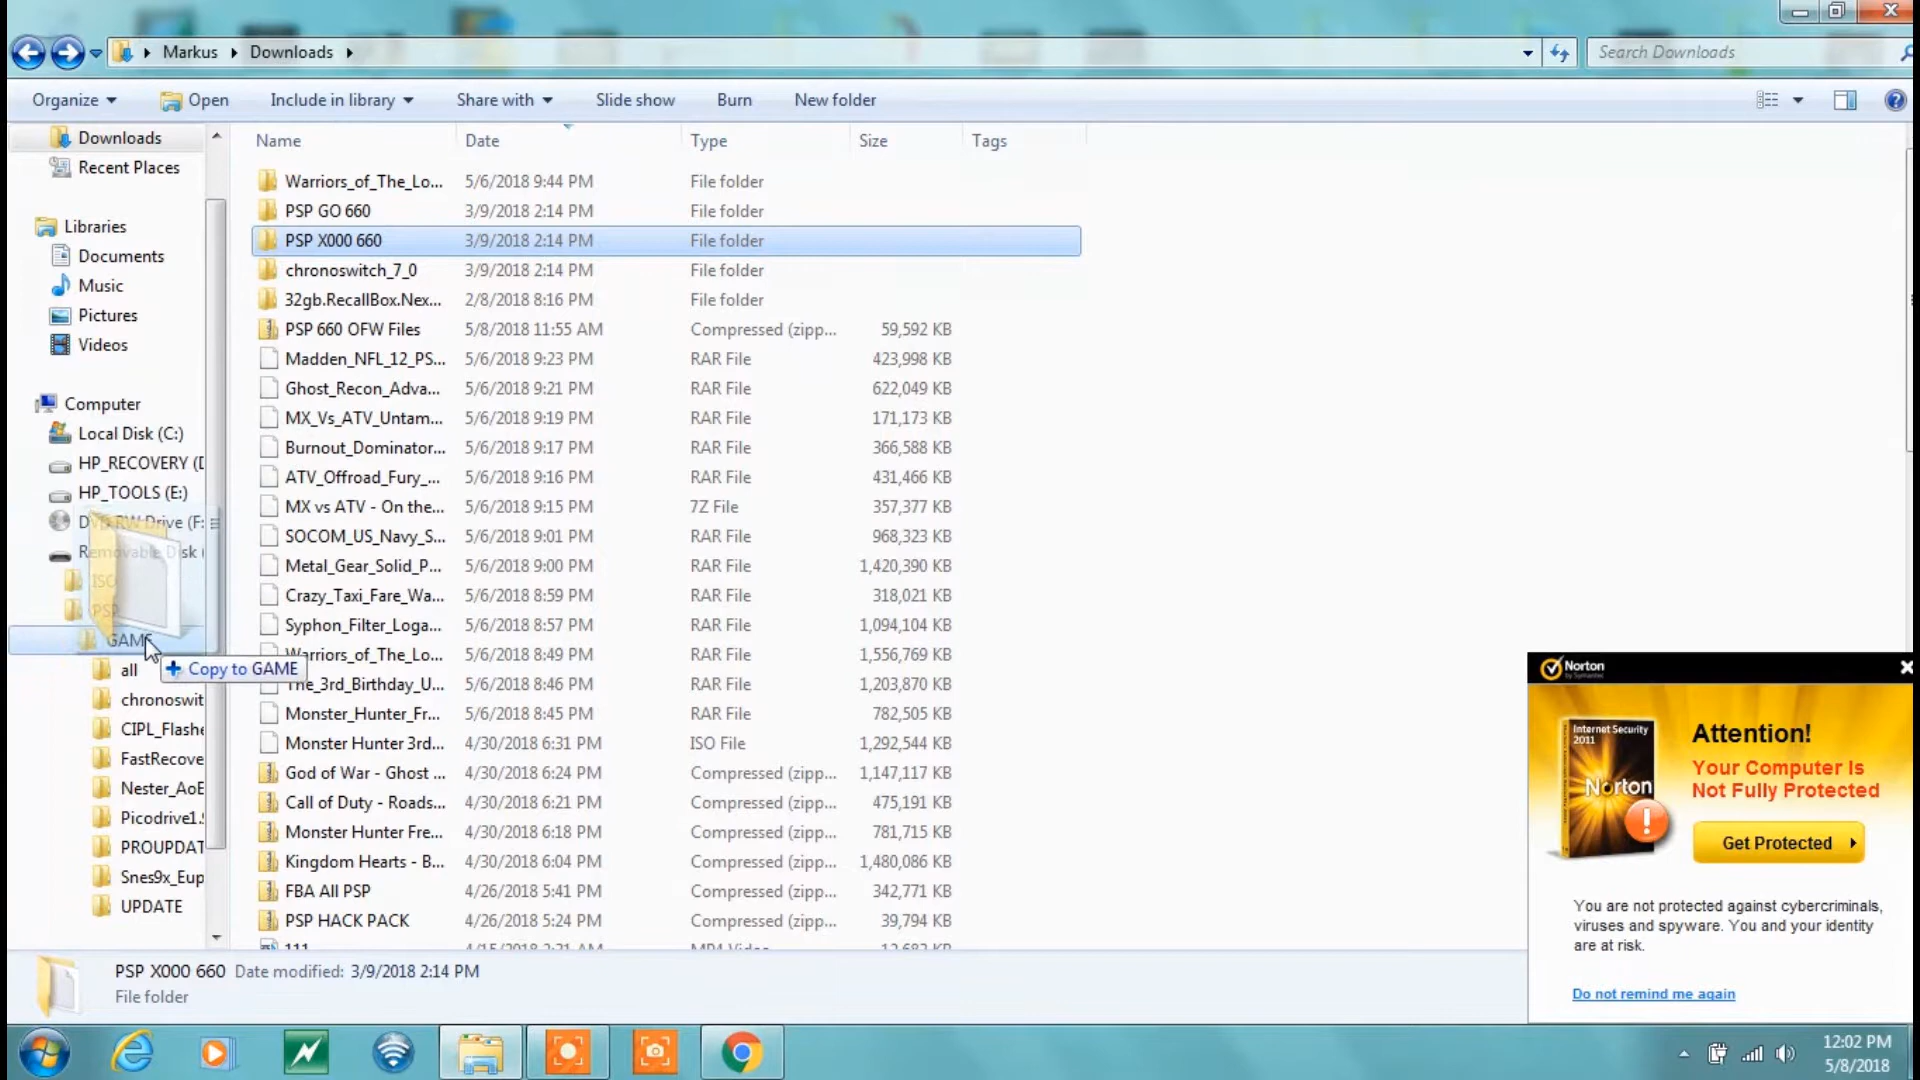 Markus Downloads
Search Downloads
Organize Open Include in library Share with Slide show Burn New folder
Downloads
Recent Places
Libraries
Documents
Music
Pictures
Videos
Computer
Local Disk (C:)
HP_RECOVERY (D
HP_TOOLS (E:)
DVD RW Drive (F:
Removable Disk (
ISO
PSP
GAME
Copy to GAME
all
chronoswit
CIPL_Flashe
FastRecove
Nester_AoE
Picodrive1.
PROUPDAT
Snes9x_Eup
UPDATE
Name Date Type Size Tags
Warriors_of_The_Lo... 5/6/2018 9:44 PM File folder
PSP GO 660 3/9/2018 2:14 PM File folder
PSP X000 660 3/9/2018 2:14 PM File folder
chronoswitch_7_0 3/9/2018 2:14 PM File folder
32gb.RecallBox.Nex... 2/8/2018 8:16 PM File folder
PSP 660 OFW Files 5/8/2018 11:55 AM Compressed (zipp... 59,592 KB
Madden_NFL_12_PS... 5/6/2018 9:23 PM RAR File 423,998 KB
Ghost_Recon_Adva... 5/6/2018 9:21 PM RAR File 622,049 KB
MX_Vs_ATV_Untam... 5/6/2018 9:19 PM RAR File 171,173 KB
Burnout_Dominator... 5/6/2018 9:17 PM RAR File 366,588 KB
ATV_Offroad_Fury_... 5/6/2018 9:16 PM RAR File 431,466 KB
MX vs ATV - On the... 5/6/2018 9:15 PM 7Z File 357,377 KB
SOCOM_US_Navy_S... 5/6/2018 9:01 PM RAR File 968,323 KB
Metal_Gear_Solid_P... 5/6/2018 9:00 PM RAR File 1,420,390 KB
Crazy_Taxi_Fare_Wa... 5/6/2018 8:59 PM RAR File 318,021 KB
Syphon_Filter_Loga... 5/6/2018 8:57 PM RAR File 1,094,104 KB
Warriors_of_The_Lo... 5/6/2018 8:49 PM RAR File 1,556,769 KB
The_3rd_Birthday_U... 5/6/2018 8:46 PM RAR File 1,203,870 KB
Monster_Hunter_Fr... 5/6/2018 8:45 PM RAR File 782,505 KB
Monster Hunter 3rd... 4/30/2018 6:31 PM ISO File 1,292,544 KB
God of War - Ghost ... 4/30/2018 6:24 PM Compressed (zipp... 1,147,117 KB
Call of Duty - Roads... 4/30/2018 6:21 PM Compressed (zipp... 475,191 KB
Monster Hunter Fre... 4/30/2018 6:18 PM Compressed (zipp... 781,715 KB
Kingdom Hearts - B... 4/30/2018 6:04 PM Compressed (zipp... 1,480,086 KB
FBA All PSP 4/26/2018 5:41 PM Compressed (zipp... 342,771 KB
PSP HACK PACK 4/26/2018 5:24 PM Compressed (zipp... 39,794 KB
111 4/15/2018 2:21 AM MP4 Video 12,682 KB
PSP X000 660 Date modified: 3/9/2018 2:14 PM
File folder
Norton
by Symantec
Internet Security
2011
Norton
Attention!
Your Computer Is
Not Fully Protected
Get Protected
You are not protected against cybercriminals,
viruses and spyware. You and your identity
are at risk.
Do not remind me again
12:02 PM
5/8/2018